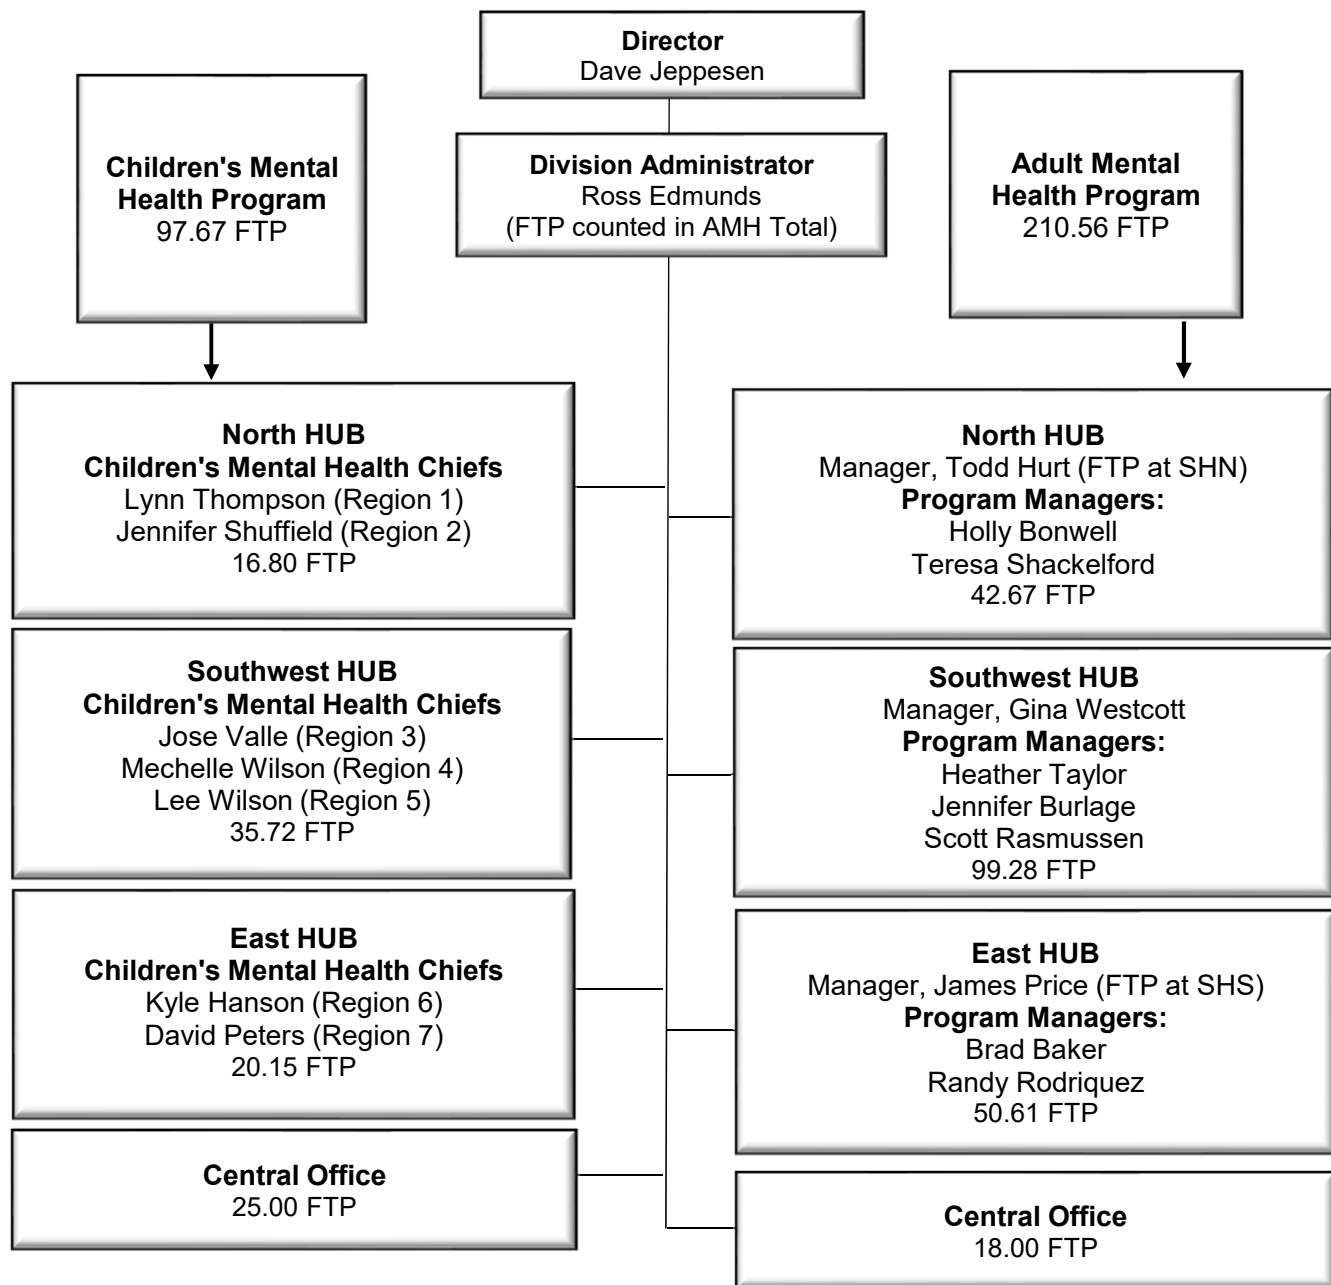 Director
Dave Jeppesen
Division Administrator
Ross Edmunds
(FTP counted in AMH Total)
Children's Mental
Health Program
97.67 FTP
North HUB
Children's Mental Health Chiefs
Lynn Thompson (Region 1)
Jennifer Shuffield (Region 2)
16.80 FTP
Southwest HUB
Children's Mental Health Chiefs
Jose Valle (Region 3)
Mechelle Wilson (Region 4)
Lee Wilson (Region 5)
35.72 FTP
East HUB
Children's Mental Health Chiefs
Kyle Hanson (Region 6)
David Peters (Region 7)
20.15 FTP
Central Office
25.00 FTP
Adult Mental
Health Program
210.56 FTP
North HUB
Manager, Todd Hurt (FTP at SHN)
Program Managers:
Holly Bonwell
Teresa Shackelford
42.67 FTP
Southwest HUB
Manager, Gina Westcott
Program Managers:
Heather Taylor
Jennifer Burlage
Scott Rasmussen
99.28 FTP
East HUB
Manager, James Price (FTP at SHS)
Program Managers:
Brad Baker
Randy Rodriquez
50.61 FTP
Central Office
18.00 FTP